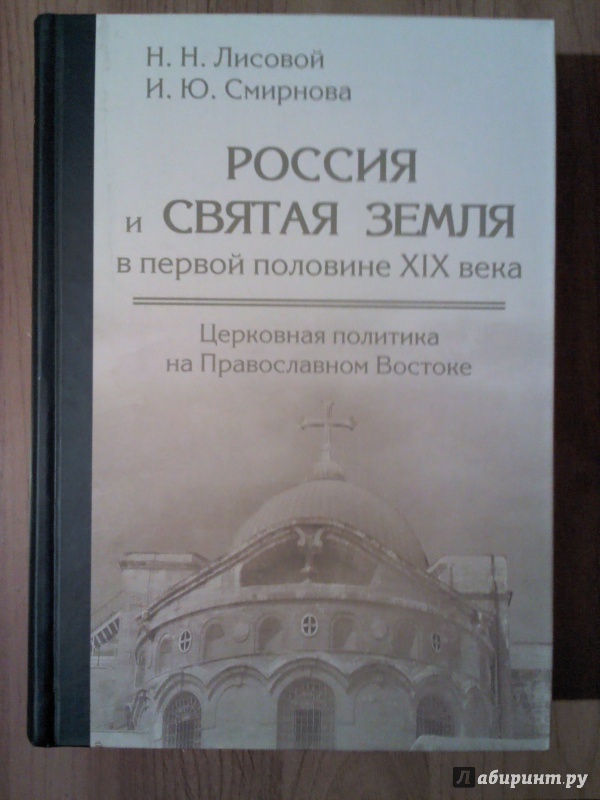 Н. Н. Лисовой
И. Ю. Смирнова
РОССИЯ
и СВЯТАЯ ЗЕМЛЯ
в первой половине XIX века
Церковная политика
на Православном Востоке
Лабиринт.ру